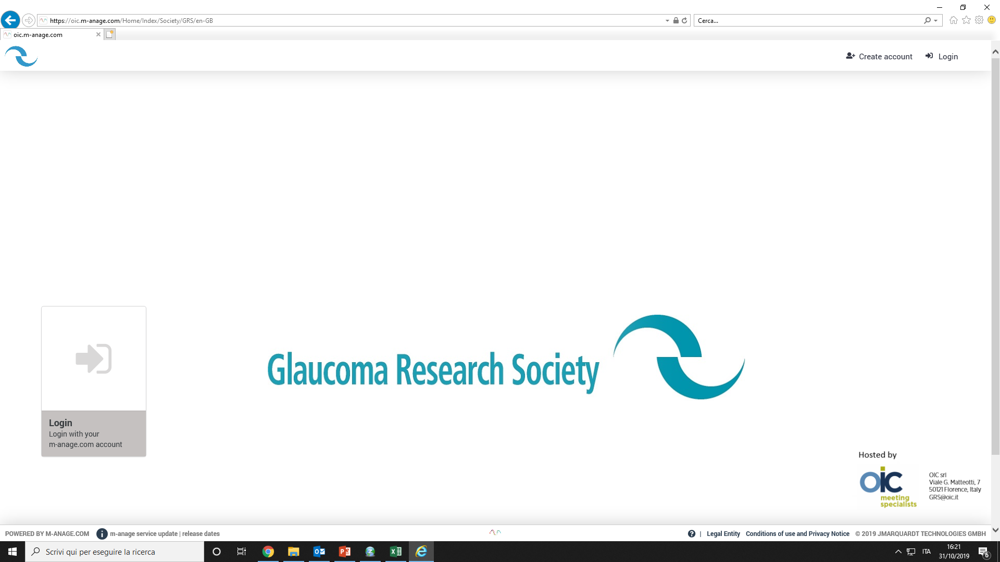 https://oic.m-anage.com/Home/Index/Society/GRS/en-GB
Cerca...
oic.m-anage.com
Create account
Login
Glaucoma Research Society
Login
Login with your
m-anage.com account
Hosted by
oic
meeting
specialists
OIC srl
Viale G. Matteotti, 7
50121 Florence, Italy
GRS@oic.it
POWERED BY M-ANAGE.COM
m-anage service update | release dates
| Legal Entity Conditions of use and Privacy Notice © 2019 JMARQUARDT TECHNOLOGIES GMBH
Scrivi qui per eseguire la ricerca
ITA
16:21
31/10/2019
6